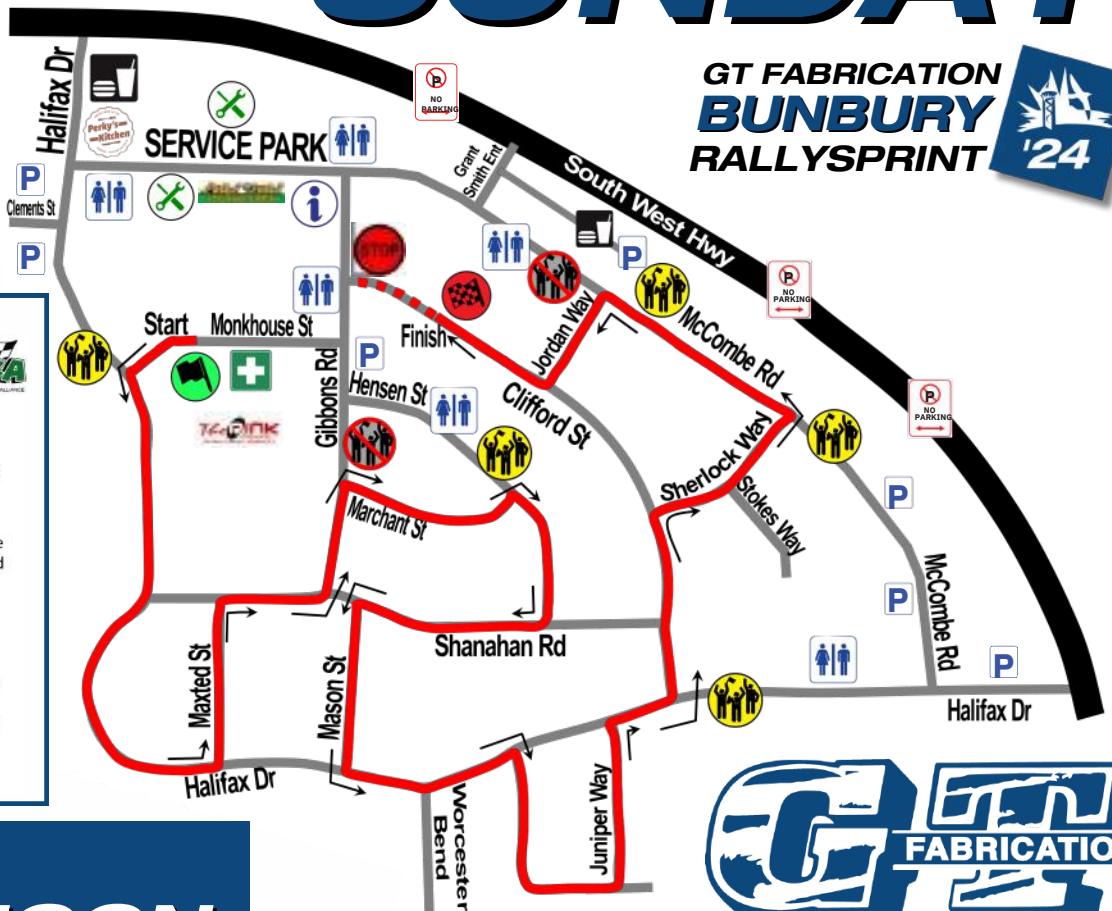 SUNDAY
GT FABRICATION
BUNBURY
RALLYSPRINT
'24
Halifax Dr
Perky's
Kitchen
SERVICE PARK
P
NO
PARKING
Grant
Smith Ent
South West Hwy
P
Clements St
P
i
STOP
P
P
NO
PARKING
Start
Monkhouse St
Finish
Jordan Way
McCombe Rd
Gibbons Rd
P
Hensen St
Clifford St
P
NO
PARKING
Sherlock Way
Stokes Way
P
Marchant St
P
McCombe Rd
Shanahan Rd
Maxted St
Mason St
P
Halifax Dr
Halifax Dr
Juniper Way
Worcester
Bend
GT
FABRICATIO